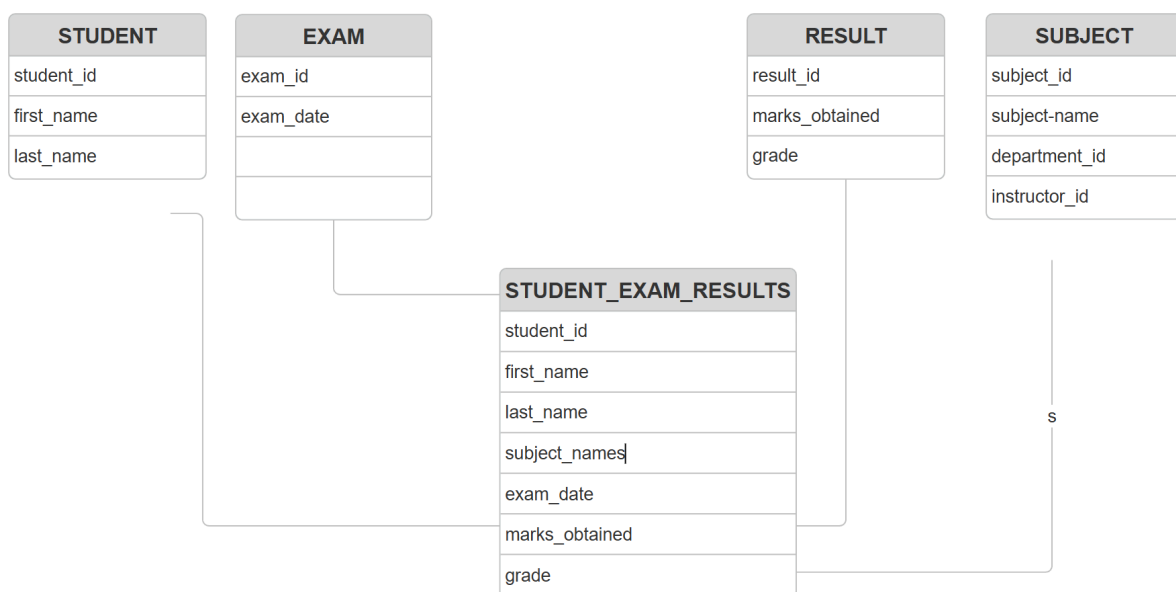 STUDENT
student_id
first_name
last_name
EXAM
exam_id
exam_date
RESULT
result_id
marks_obtained
grade
SUBJECT
subject_id
subject-name
department_id
instructor_id
STUDENT_EXAM_RESULTS
student_id
first_name
last_name
subject_names
exam_date
marks_obtained
grade
s